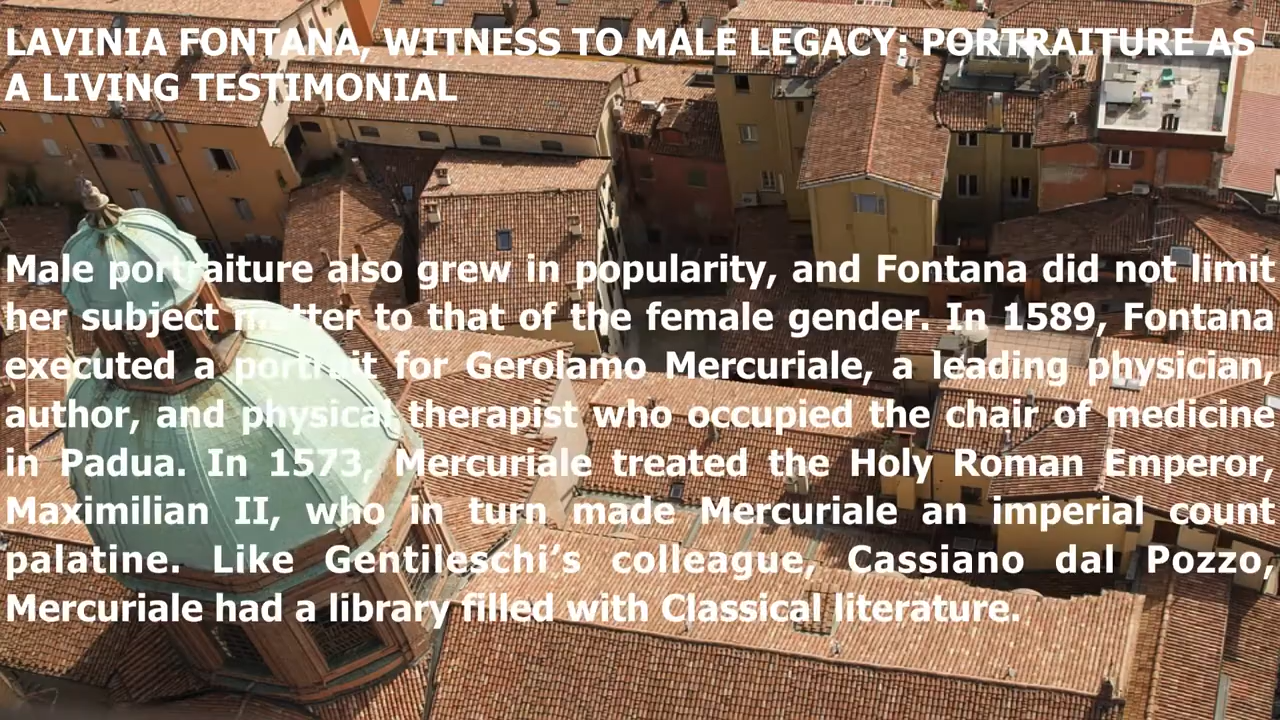 LAVINIA FONTANA, WITNESS TO MALE LEGACY: PORTRAITURE AS
A LIVING TESTIMONIAL
Male portraiture also grew in popularity, and Fontana did not limit
her subject matter to that of the female gender. In 1589, Fontana
executed a portrait for Gerolamo Mercuriale, a leading physician,
author, and physical therapist who occupied the chair of medicine
in Padua. In 1573, Mercuriale treated the Holy Roman Emperor,
Maximilian II, who in turn made Mercuriale an imperial count
palatine. Like Gentileschi’s colleague, Cassiano dal Pozzo,
Mercuriale had a library filled with Classical literature.